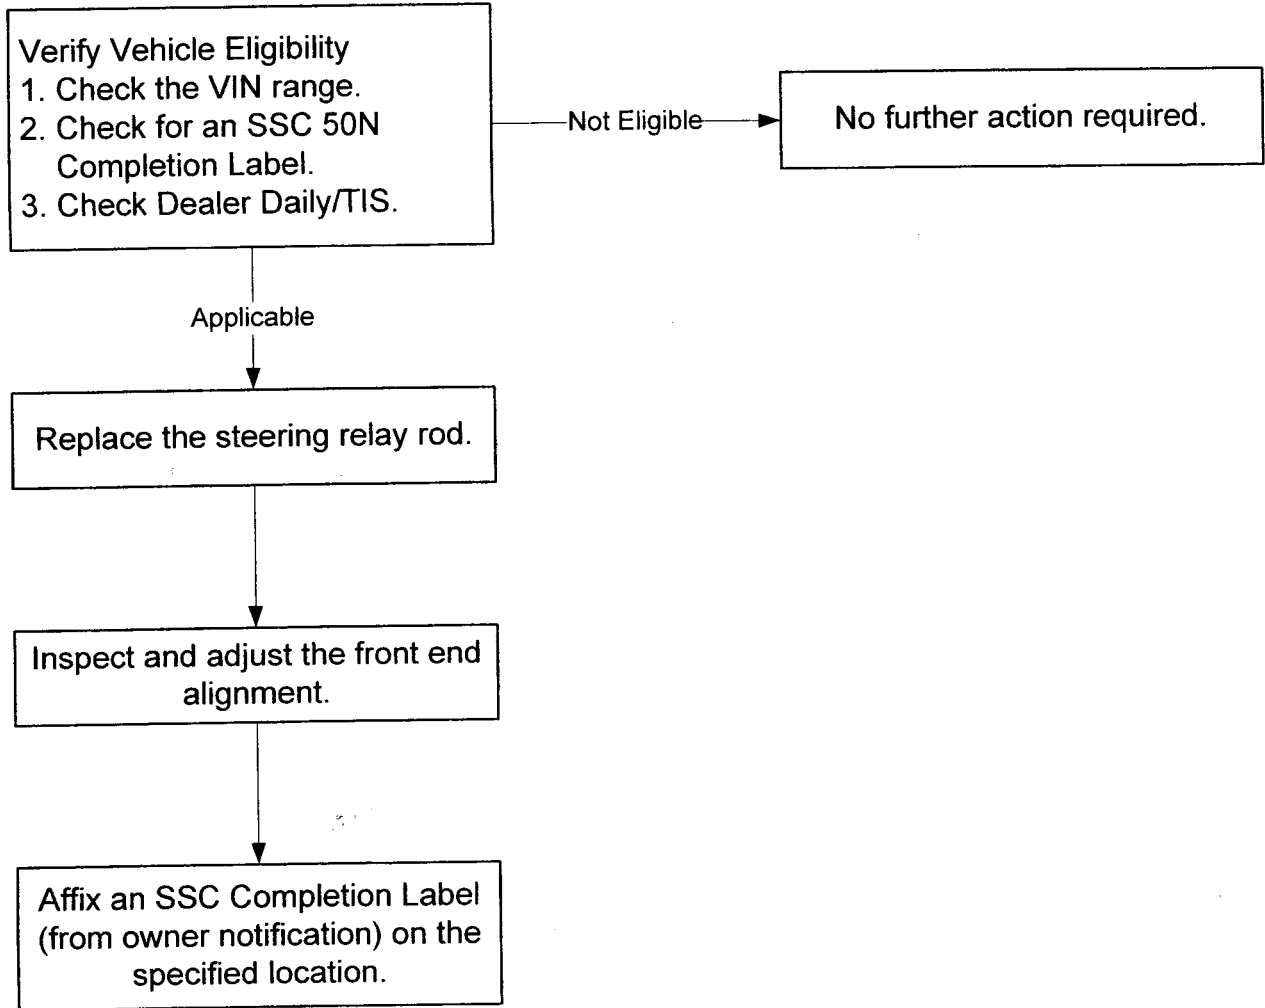 Verify Vehicle Eligibility
1. Check the VIN range.
2. Check for an SSC 50N
Completion Label.
3. Check Dealer Daily/TIS.
Not Eligible
No further action required.
Applicable
Replace the steering relay rod.
Inspect and adjust the front end
alignment.
Affix an SSC Completion Label
(from owner notification) on the
specified location.